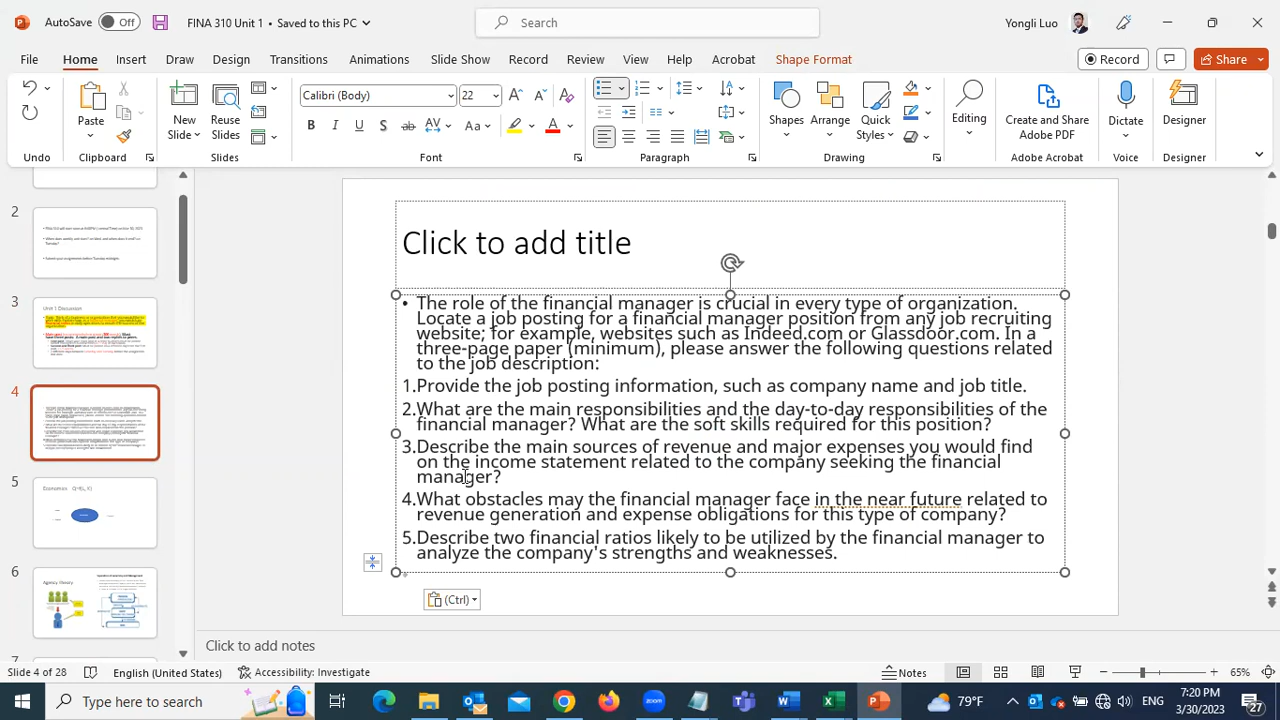 AutoSave Off FINA 310 Unit 1 • Saved to this PC Search Yongli Luo
File Home Insert Draw Design Transitions Animations Slide Show Record Review View Help Acrobat Shape Format Record Share
Calibri (Body) 22
Paste New Slide Reuse Slides Shapes Arrange Quick Styles Editing Create and Share Adobe PDF Dictate Designer
Undo Clipboard Slides Font Paragraph Drawing Adobe Acrobat Voice Designer
2
3
Unit 1 Discussion
4
5
Economics
6
Agency theory
7
Click to add title
• The role of the financial manager is crucial in every type of organization.
Locate a job posting for a financial manager position from any job recruiting
website; for example, websites such as Indeed.com or Glassdoor.com. In a
three-page paper (minimum), please answer the following questions related
to the job description:
1.Provide the job posting information, such as company name and job title.
2.What are the main responsibilities and the day-to-day responsibilities of the
financial manager? What are the soft skills required for this position?
3.Describe the main sources of revenue and major expenses you would find
on the income statement related to the company seeking the financial
manager?
4.What obstacles may the financial manager face in the near future related to
revenue generation and expense obligations for this type of company?
5.Describe two financial ratios likely to be utilized by the financial manager to
analyze the company's strengths and weaknesses.
(Ctrl)
Click to add notes
Slide 4 of 28 English (United States) Accessibility: Investigate Notes 65%
Type here to search 79°F ENG 7:20 PM
3/30/2023
27